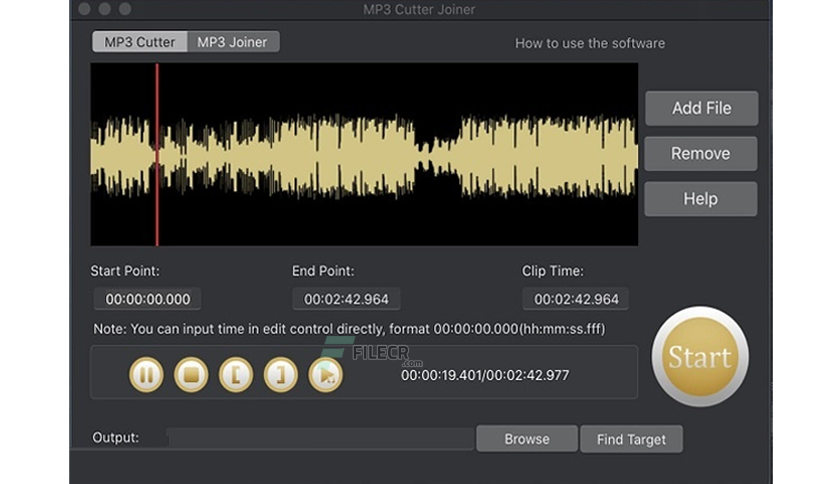 MP3 Cutter Joiner
MP3 Cutter MP3 Joiner
How to use the software
Add File
Remove
Help
Start Point: End Point: Clip Time:
00:00:00.000 00:02:42.964 00:02:42.964
Note: You can input time in edit control directly, format 00:00:00.000(hh:mm:ss.fff)
Start
FILECR
.com
00:00:19.401/00:02:42.977
Output: Browse Find Target